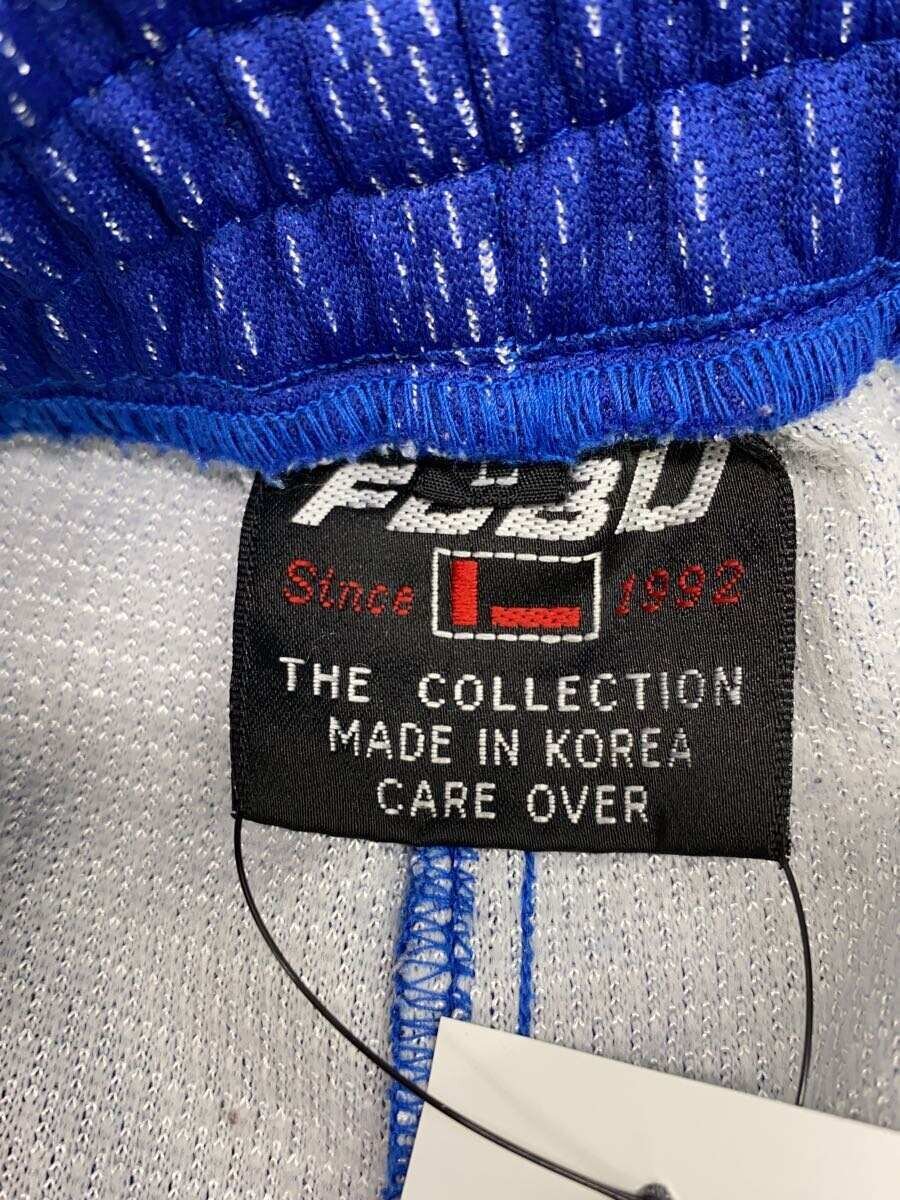 Since 1992
THE COLLECTION
MADE IN KOREA
CARE OVER